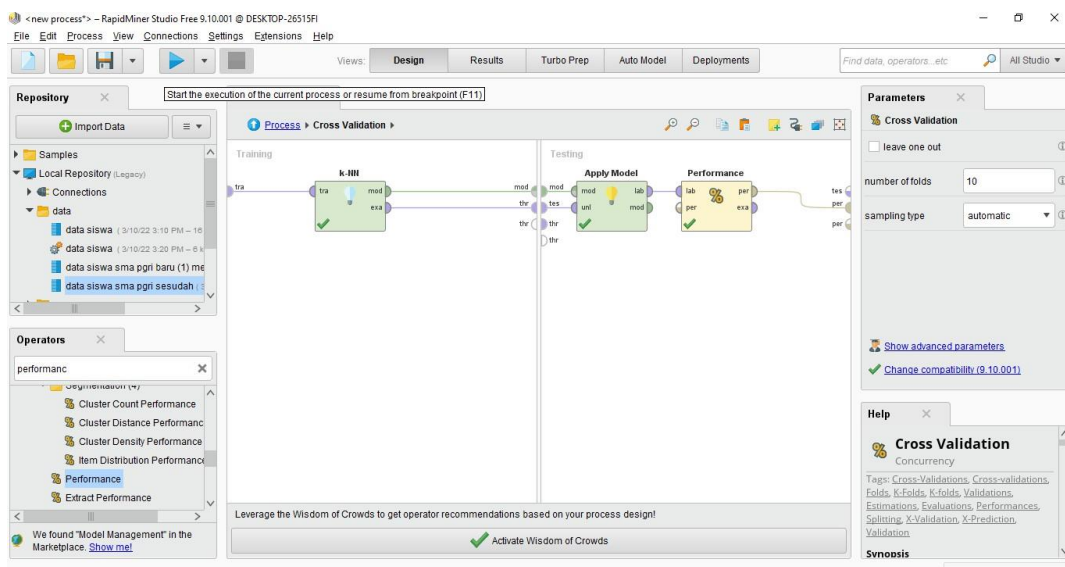 <new process*> – RapidMiner Studio Free 9.10.001 @ DESKTOP-26515FI
File Edit Process View Connections Settings Extensions Help
Views: Design Results Turbo Prep Auto Model Deployments
Find data, operators...etc
All Studio
Start the execution of the current process or resume from breakpoint (F11)
Repository
Import Data
Samples
Local Repository (Legacy)
Connections
data
data siswa (3/10/22 3:10 PM – 16
data siswa (3/10/22 3:20 PM – 6 k
data siswa sma pgri baru (1) me
data siswa sma pgri sesudah (3
Operators
performanc
Segmentation (4)
Cluster Count Performance
Cluster Distance Performanc
Cluster Density Performance
Item Distribution Performance
Performance
Extract Performance
We found "Model Management" in the
Marketplace. Show me!
Process Cross Validation
Training
tra
k-NN
tra mod
exa
mod
thr
thr
Testing
mod
tes
thr
thr
Apply Model
mod lab
unl mod
Performance
lab per
per exa
tes
per
per
Leverage the Wisdom of Crowds to get operator recommendations based on your process design!
Activate Wisdom of Crowds
Parameters
Cross Validation
leave one out
number of folds 10
sampling type automatic
Show advanced parameters
Change compatibility (9.10.001)
Help
Cross Validation
Concurrency
Tags: Cross-Validations, Cross-validations,
Folds, K-Folds, K-folds, Validations,
Estimations, Evaluations, Performances,
Splitting, X-Validation, X-Prediction,
Validation
Synopsis